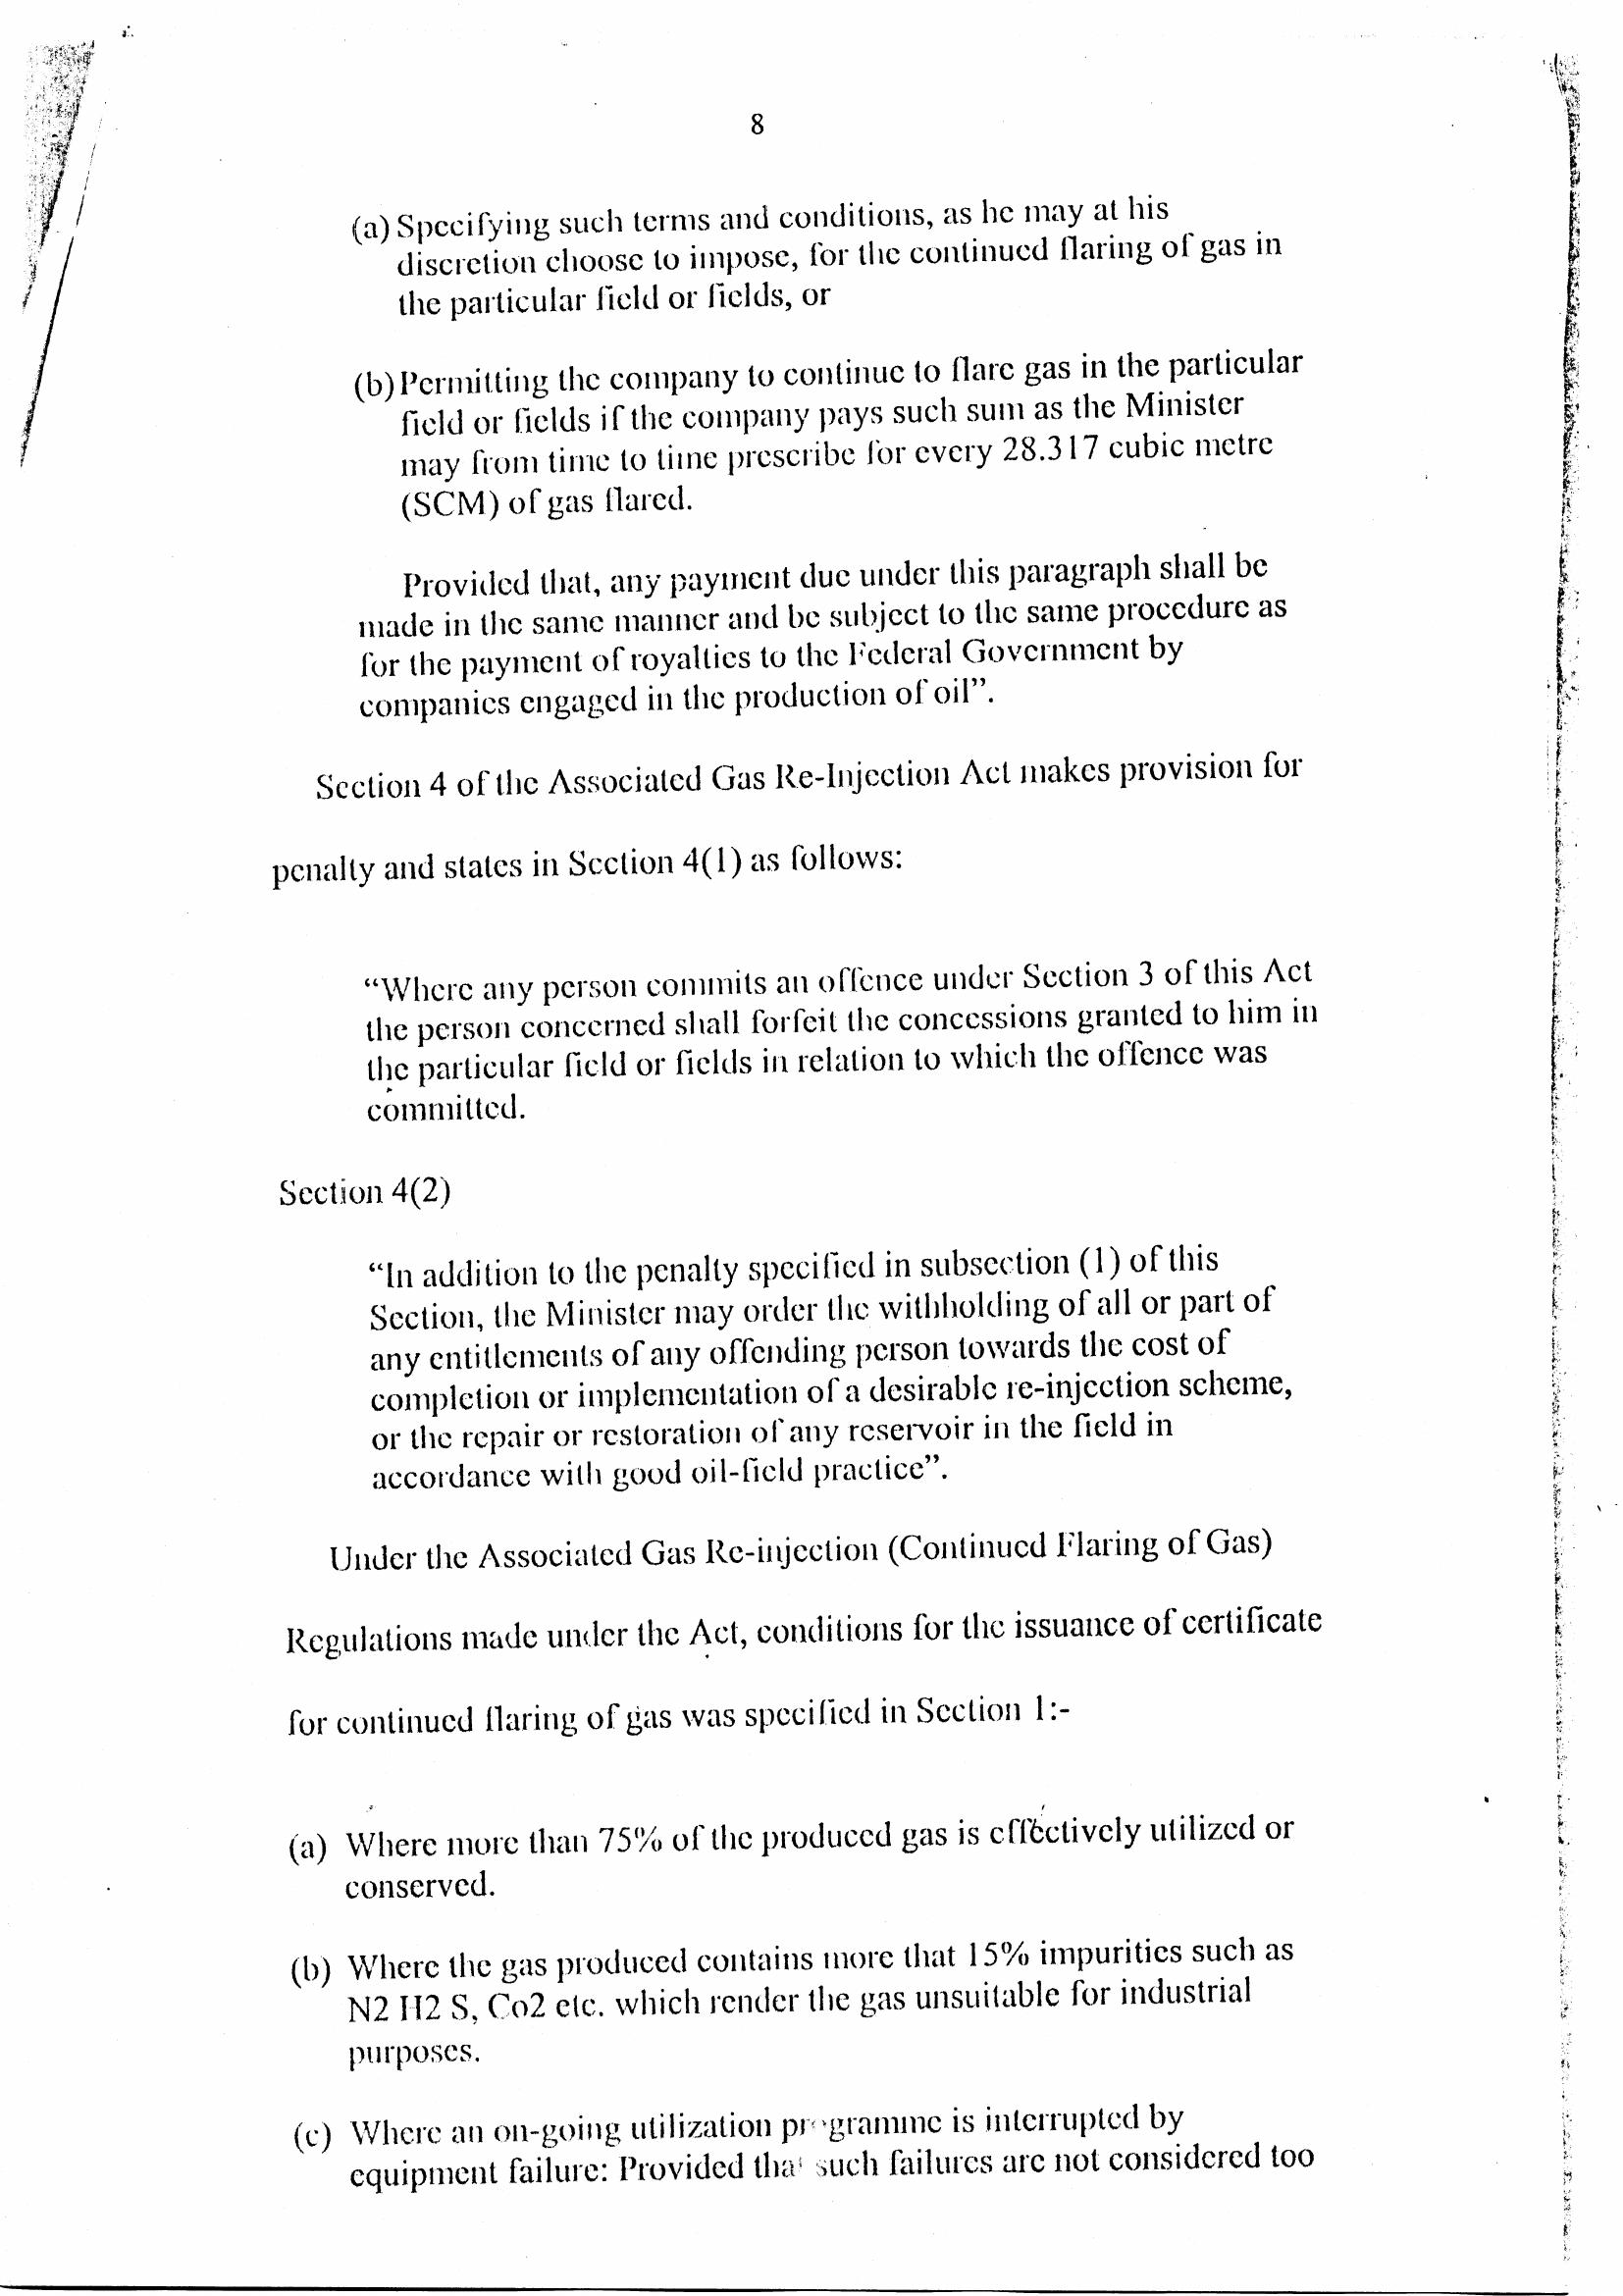 8
(a) Specifying such terms and conditions, as he may at his
discretion choose to impose, for the continued flaring of gas in
the particular field or fields, or
(b) Permitting the company to continue to flare gas in the particular
field or fields if the company pays such sum as the Minister
may from time to time prescribe for every 28.317 cubic metre
(SCM) of gas flared.
Provided that, any payment due under this paragraph shall be
made in the same manner and be subject to the same procedure as
for the payment of royalties to the Federal Government by
companies engaged in the production of oil”.
Section 4 of the Associated Gas Re-Injection Act makes provision for
penalty and states in Section 4(1) as follows:
“Where any person commits an offence under Section 3 of this Act
the person concerned shall forfeit the concessions granted to him in
the particular field or fields in relation to which the offence was
committed.
Section 4(2)
“In addition to the penalty specified in subsection (1) of this
Section, the Minister may order the withholding of all or part of
any entitlements of any offending person towards the cost of
completion or implementation of a desirable re-injection scheme,
or the repair or restoration of any reservoir in the field in
accordance with good oil-field practice”.
Under the Associated Gas Re-injection (Continued Flaring of Gas)
Regulations made under the Act, conditions for the issuance of certificate
for continued flaring of gas was specified in Section 1:-
(a) Where more than 75% of the produced gas is effectively utilized or
conserved.
(b) Where the gas produced contains more that 15% impurities such as
N2 H2 S, Co2 etc. which render the gas unsuitable for industrial
purposes.
(c) Where an on-going utilization programme is interrupted by
equipment failure: Provided that such failures are not considered too